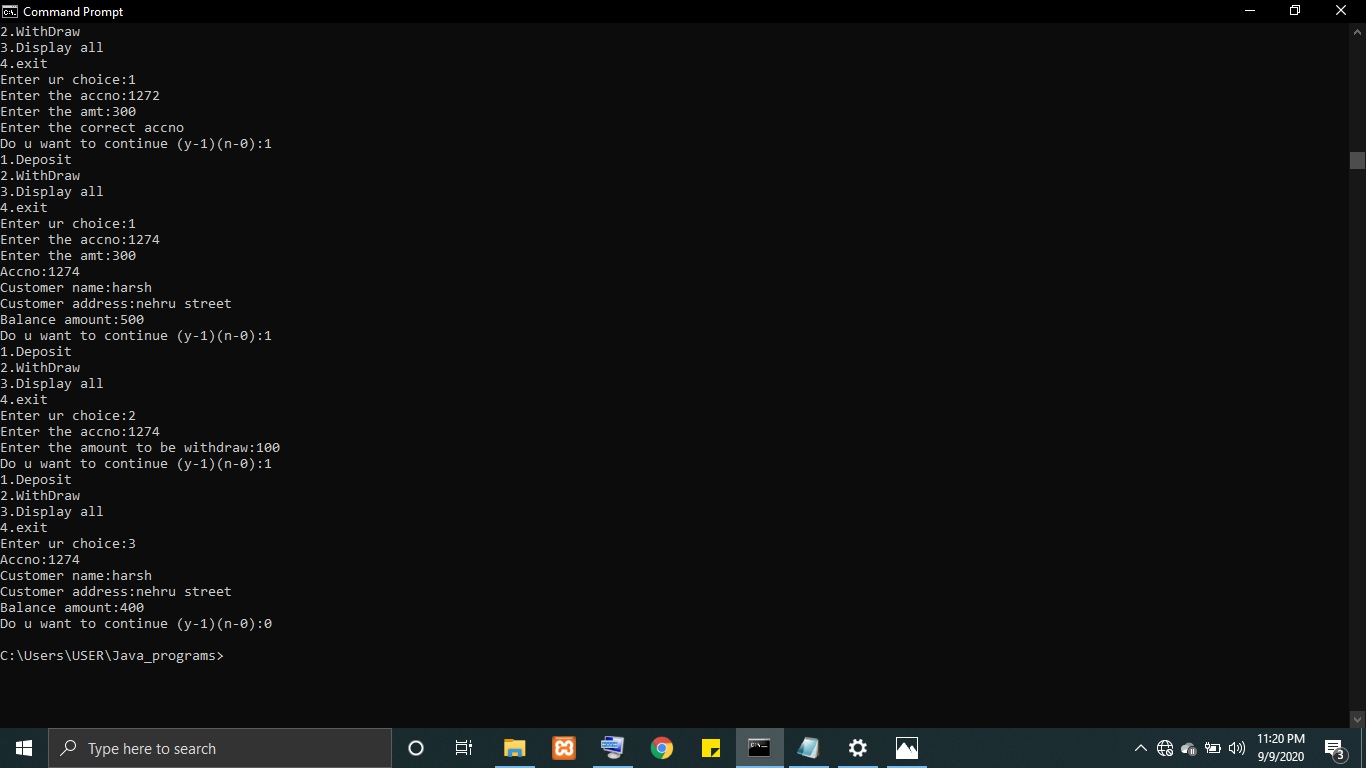 Command Prompt
2.WithDraw
3.Display all
4.exit
Enter ur choice:1
Enter the accno:1272
Enter the amt:300
Enter the correct accno
Do u want to continue (y-1)(n-0):1
1.Deposit
2.WithDraw
3.Display all
4.exit
Enter ur choice:1
Enter the accno:1274
Enter the amt:300
Accno:1274
Customer name:harsh
Customer address:nehru street
Balance amount:500
Do u want to continue (y-1)(n-0):1
1.Deposit
2.WithDraw
3.Display all
4.exit
Enter ur choice:2
Enter the accno:1274
Enter the amount to be withdraw:100
Do u want to continue (y-1)(n-0):1
1.Deposit
2.WithDraw
3.Display all
4.exit
Enter ur choice:3
Accno:1274
Customer name:harsh
Customer address:nehru street
Balance amount:400
Do u want to continue (y-1)(n-0):0
C:\Users\USER\Java_programs>
Type here to search
11:20 PM
9/9/2020
3